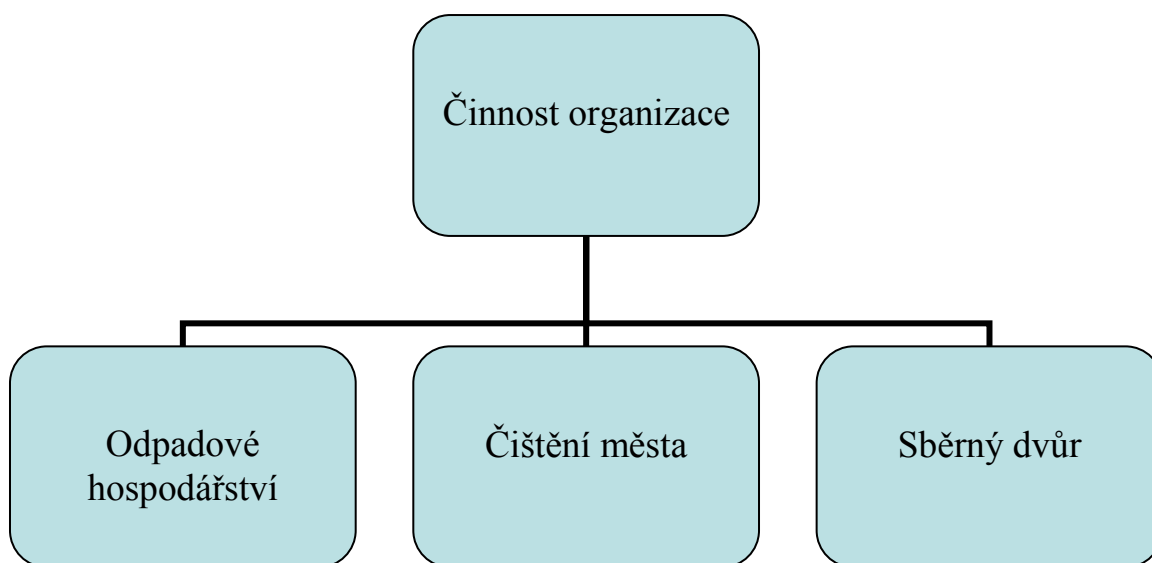 Činnost organizace
Odpadové
hospodářství
Čištění města
Sběrný dvůr